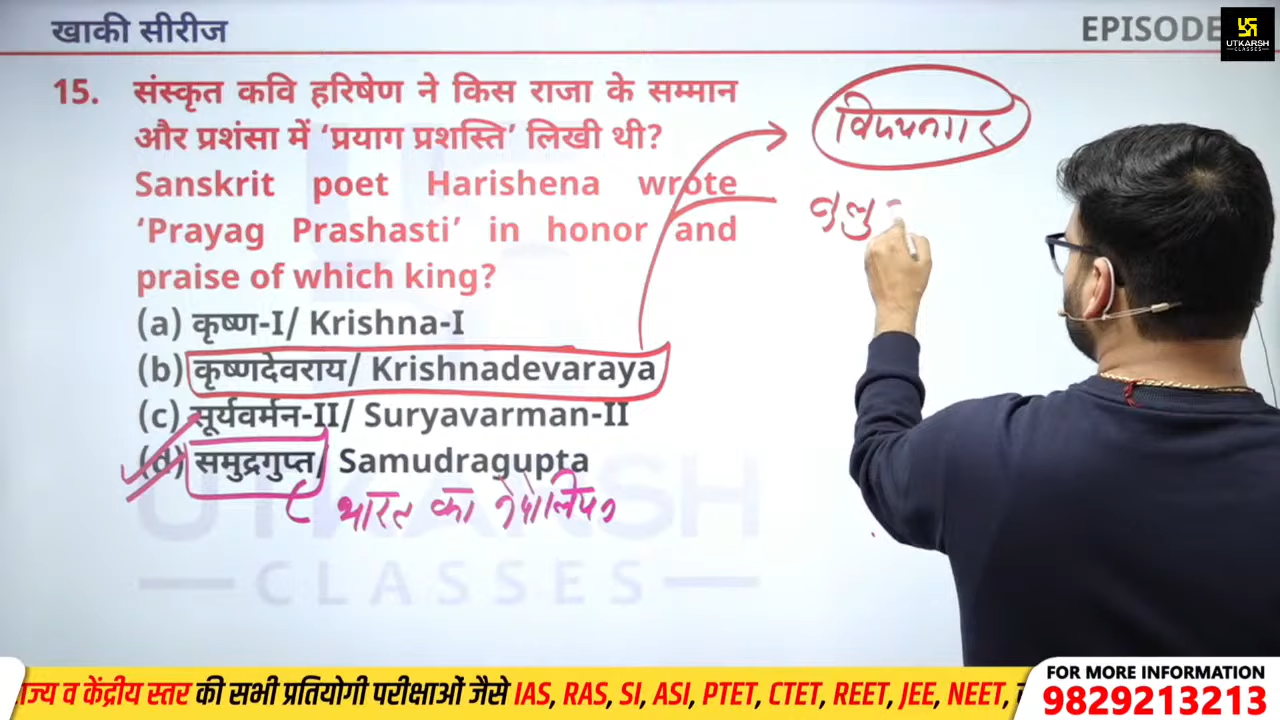 खाकी सीरीज
EPISODE
UTKARSH
CLASSES
15. संस्कृत कवि हरिषेण ने किस राजा के सम्मान
और प्रशंसा में ‘प्रयाग प्रशस्ति’ लिखी थी?
Sanskrit poet Harishena wrote
‘Prayag Prashasti’ in honor and
praise of which king?
(a) कृष्ण-I/ Krishna-I
(b) कृष्णदेवराय/ Krishnadevaraya
(c) सूर्यवर्मन-II/ Suryavarman-II
(d) समुद्रगुप्त/ Samudragupta
भारत का नेपोलियन
विजयनगर
तुलु
UTKARSH
CLASSES
ाज्य व केंद्रीय स्तर की सभी प्रतियोगी परीक्षाओं जैसे IAS, RAS, SI, ASI, PTET, CTET, REET, JEE, NEET,
FOR MORE INFORMATION
9829213213